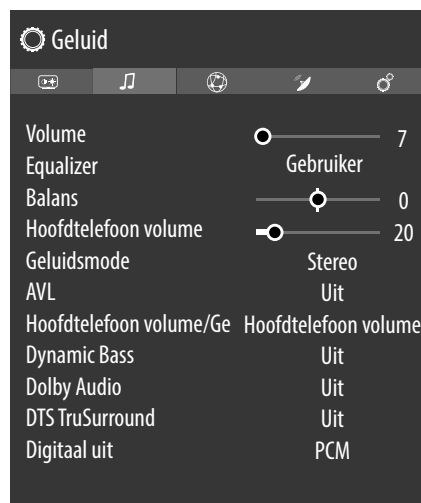 Geluid
Volume 7
Equalizer Gebruiker
Balans 0
Hoofdtelefoon volume 20
Geluidsmode Stereo
AVL Uit
Hoofdtelefoon volume/Ge Hoofdtelefoon volume
Dynamic Bass Uit
Dolby Audio Uit
DTS TruSurround Uit
Digitaal uit PCM